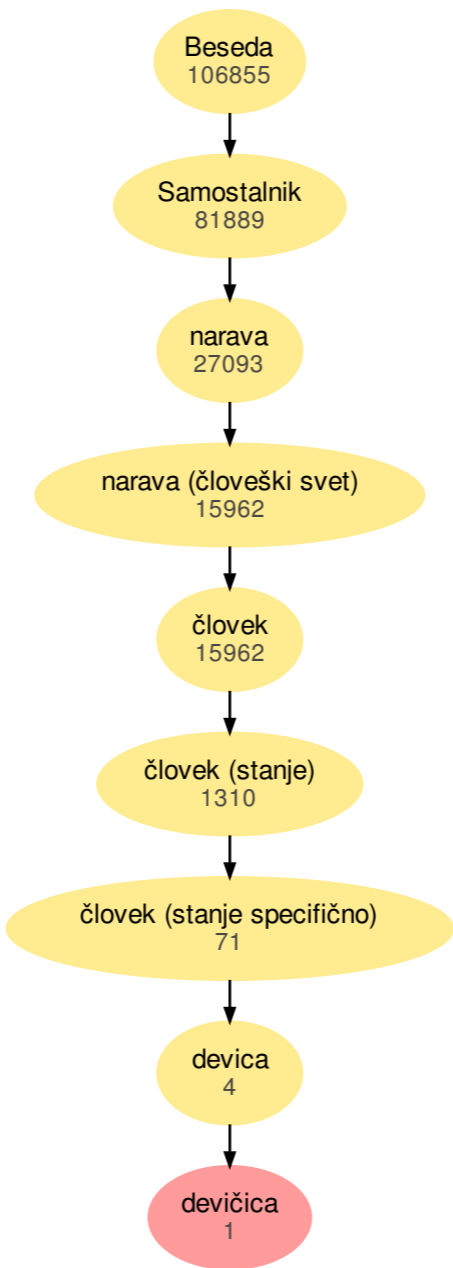 Beseda
106855
Samostalnik
81889
narava
27093
narava (človeški svet)
15962
človek
15962
človek (stanje)
1310
človek (stanje specifično)
71
devica
4
devičica
1